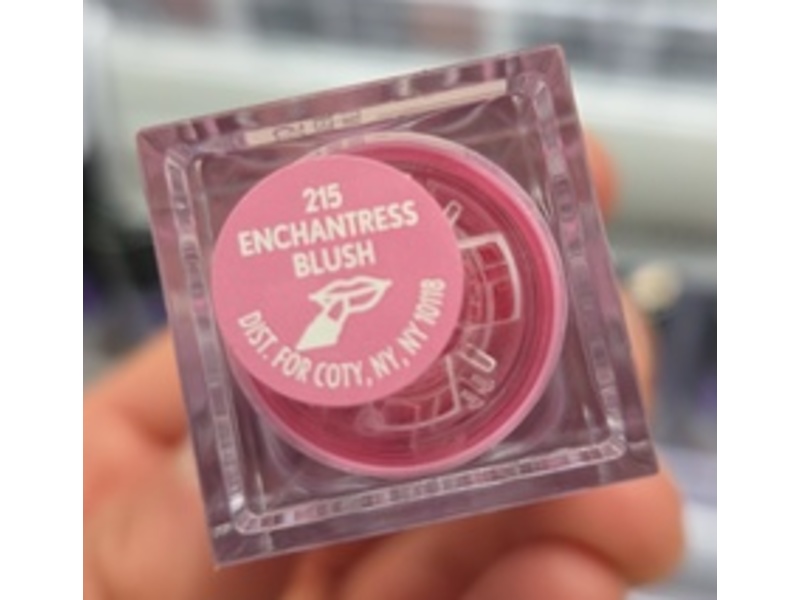 215
ENCHANTRESS
BLUSH
DIST. FOR COTY, NY, NY 10118